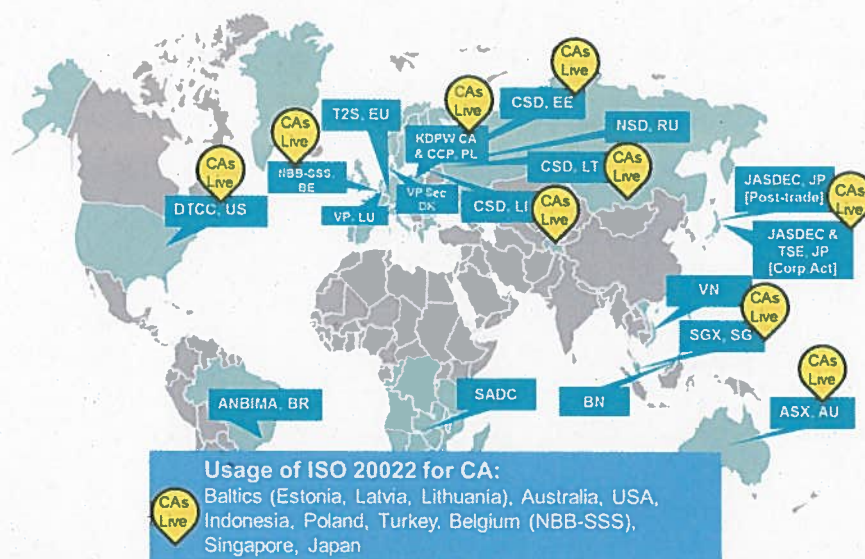 CAs
Live
CSD, EE
T2S, EU
CAs
Live
KDPW CA
& CCP, PL
NSD, RU
CAs
Live
NBB-SSS,
BE
CSD, LT
CAs
Live
CAs
Live
DTCC, US
VP, LU
VP Sec
DK
CSD, LI
CAs
Live
JASDEC, JP
[Post-trade]
CAs
Live
JASDEC &
TSE, JP
[Corp Act]
VN
CAs
Live
SGX, SG
BN
SADC
ANBIMA, BR
CAs
Live
ASX, AU
Usage of ISO 20022 for CA:
CAs
Live
Baltics (Estonia, Latvia, Lithuania), Australia, USA,
Indonesia, Poland, Turkey, Belgium (NBB-SSS),
Singapore, Japan